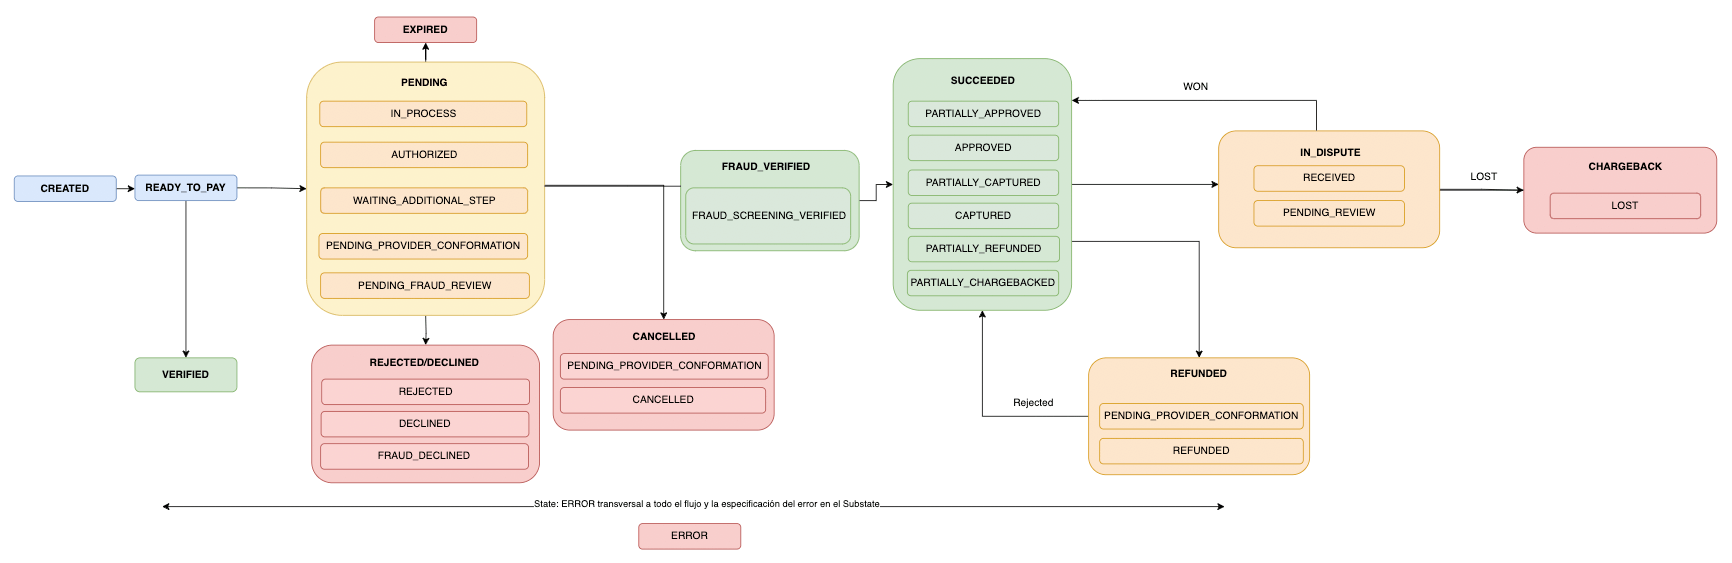 EXPIRED
PENDING
IN_PROCESS
AUTHORIZED
WAITING_ADDITIONAL_STEP
PENDING_PROVIDER_CONFORMATION
PENDING_FRAUD_REVIEW
CREATED
READY_TO_PAY
VERIFIED
REJECTED/DECLINED
REJECTED
DECLINED
FRAUD_DECLINED
CANCELLED
PENDING_PROVIDER_CONFORMATION
CANCELLED
FRAUD_VERIFIED
FRAUD_SCREENING_VERIFIED
SUCCEEDED
PARTIALLY_APPROVED
APPROVED
PARTIALLY_CAPTURED
CAPTURED
PARTIALLY_REFUNDED
PARTIALLY_CHARGEBACKED
WON
IN_DISPUTE
RECEIVED
PENDING_REVIEW
LOST
CHARGEBACK
LOST
Rejected
REFUNDED
PENDING_PROVIDER_CONFORMATION
REFUNDED
State: ERROR transversal a todo el flujo y la especificación del error en el Substate
ERROR